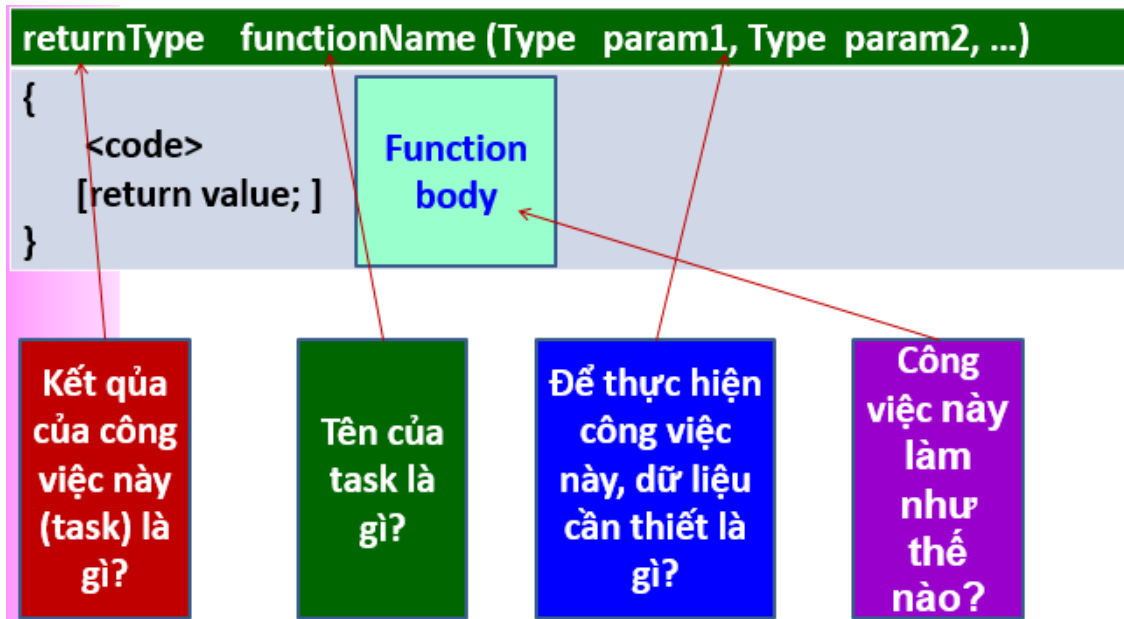 returnType functionName (Type param1, Type param2, …)
{
<code>
[return value; ]
}
Function
body
Kết qủa
của công
việc này
(task) là
gì?
Tên của
task là
gì?
Để thực hiện
công việc
này, dữ liệu
cần thiết là
gì?
Công
việc này
làm
như
thế
nào?